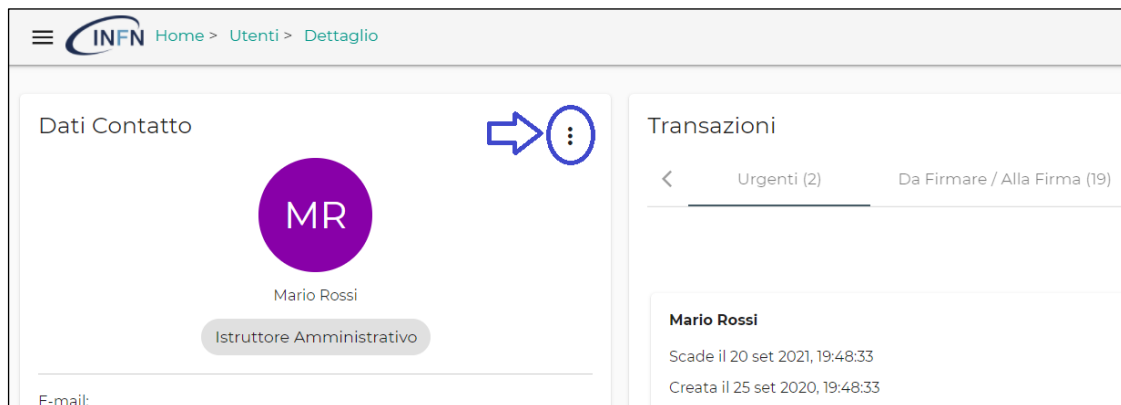 INFN Home > Utenti > Dettaglio
Dati Contatto
MR
Mario Rossi
Istruttore Amministrativo
E-mail:
Transazioni
Urgenti (2) Da Firmare / Alla Firma (19)
Mario Rossi
Scade il 20 set 2021, 19:48:33
Creata il 25 set 2020, 19:48:33